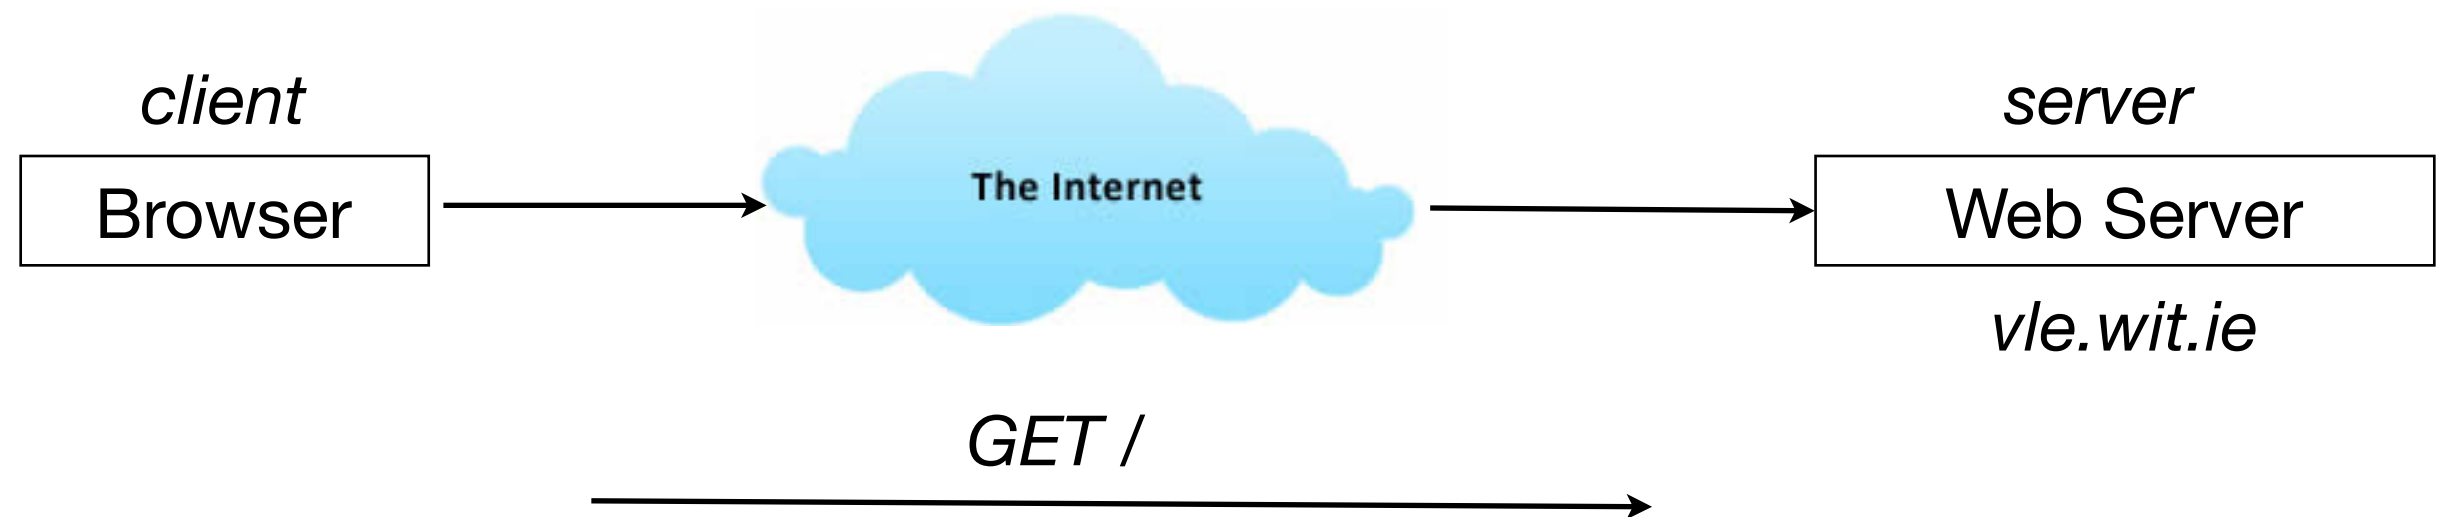 client
server
Browser
The Internet
Web Server
vle.wit.ie
GET /